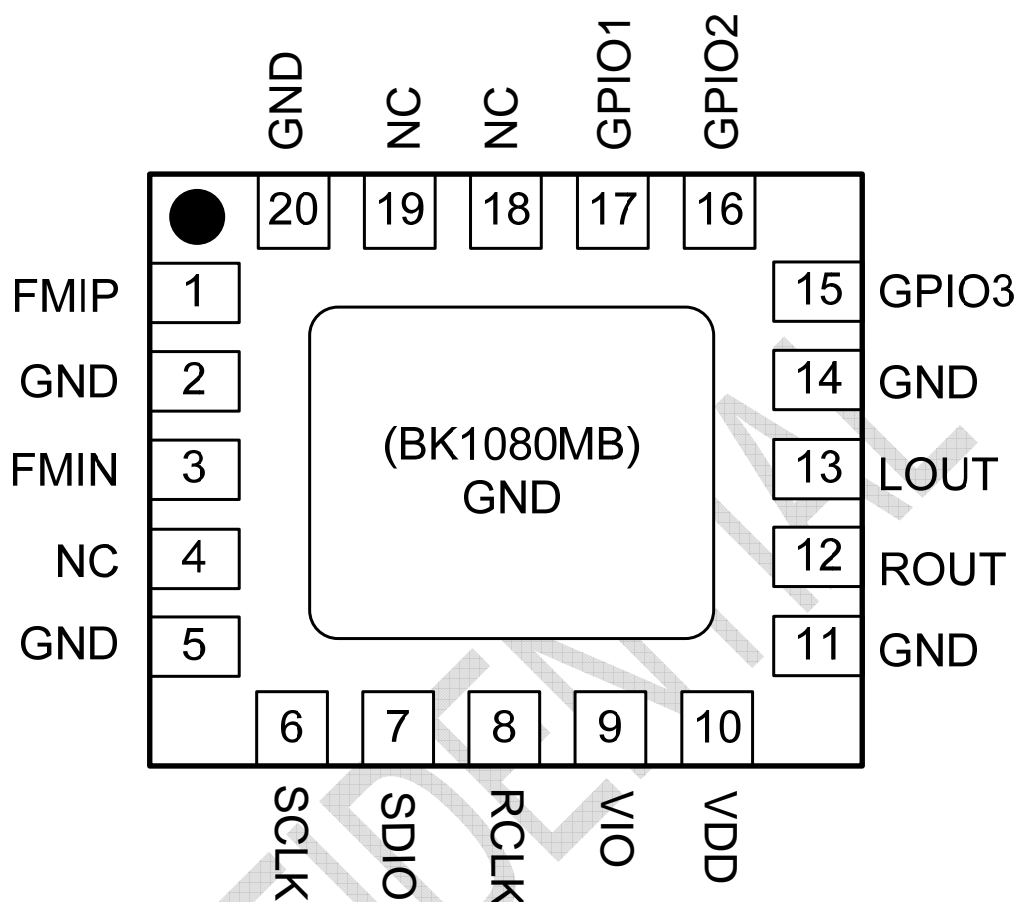 GND
NC
NC
GPIO1
GPIO2
20
19
18
17
16
FMIP
1
15
GPIO3
GND
2
14
GND
FMIN
3
13
LOUT
NC
4
12
ROUT
GND
5
11
GND
(BK1080MB)
GND
6
7
8
9
10
SCLK
SDIO
RCLK
VIO
VDD